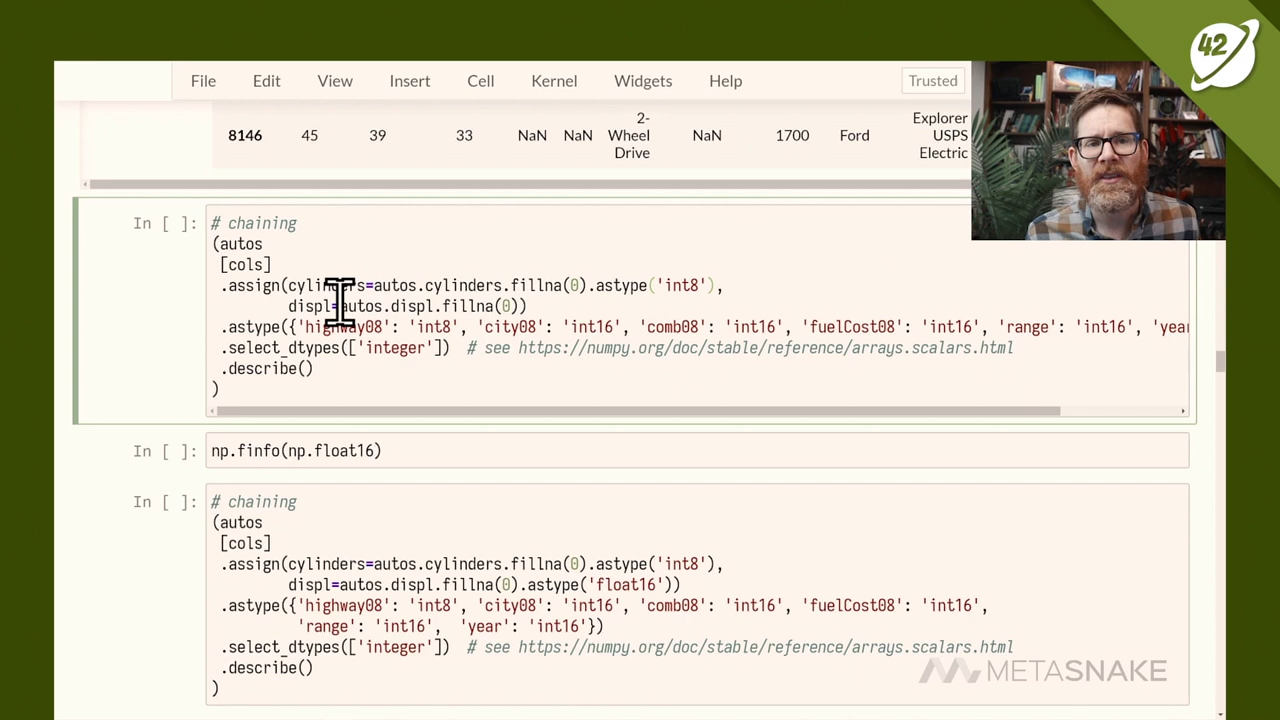 42
File Edit View Insert Cell Kernel Widgets Help Trusted
8146 45 39 33 NaN NaN 2-Wheel Drive NaN 1700 Ford Explorer USPS Electric
In [ ]:
# chaining
(autos
[cols]
.assign(cylinders=autos.cylinders.fillna(0).astype('int8'),
displ=autos.displ.fillna(0))
.astype({'highway08': 'int8', 'city08': 'int16', 'comb08': 'int16', 'fuelCost08': 'int16', 'range': 'int16', 'year
.select_dtypes(['integer']) # see https://numpy.org/doc/stable/reference/arrays.scalars.html
.describe()
)
In [ ]: np.finfo(np.float16)
In [ ]:
# chaining
(autos
[cols]
.assign(cylinders=autos.cylinders.fillna(0).astype('int8'),
displ=autos.displ.fillna(0).astype('float16'))
.astype({'highway08': 'int8', 'city08': 'int16', 'comb08': 'int16', 'fuelCost08': 'int16',
'range': 'int16', 'year': 'int16'})
.select_dtypes(['integer']) # see https://numpy.org/doc/stable/reference/arrays.scalars.html
.describe()
)
METASNAKE